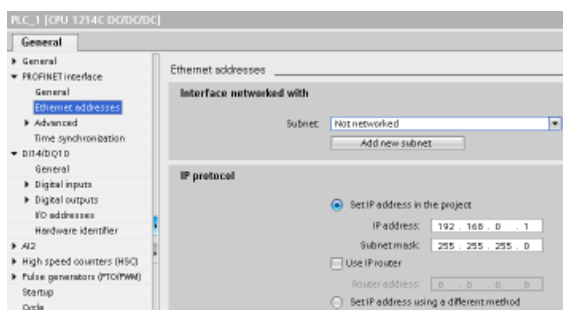 PLC_1 [CPU 1214C DC/DC/DC]
General
General
PROFINET interface
General
Ethernet addresses
Advanced
Time synchronization
DI14/DQ10
General
Digital inputs
Digital outputs
I/O addresses
Hardware identifier
AI2
High speed counters (HSC)
Pulse generators (PTO/PWM)
Startup
Cycle
Ethernet addresses
Interface networked with
Subnet: Not networked
Add new subnet
IP protocol
Set IP address in the project
IP address: 192 . 168 . 0 . 1
Subnet mask: 255 . 255 . 255 . 0
Use IP router
Router address: 0 . 0 . 0 . 0
Set IP address using a different method